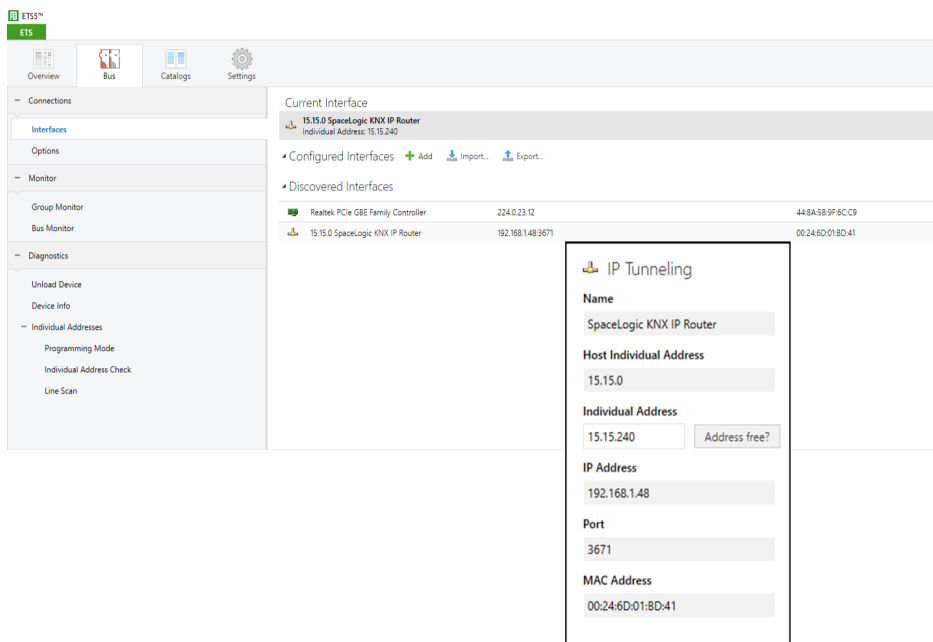 ETS5™
ETS
Overview
Bus
Catalogs
Settings
Connections
Interfaces
Options
Monitor
Group Monitor
Bus Monitor
Diagnostics
Unload Device
Device Info
Individual Addresses
Programming Mode
Individual Address Check
Line Scan
Current Interface
15.15.0 SpaceLogic KNX IP Router
Individual Address: 15.15.240
Configured Interfaces Add Import... Export...
Discovered Interfaces
Realtek PCIe GBE Family Controller 224.0.23.12 44:8A:5B:9F:6C:C9
15.15.0 SpaceLogic KNX IP Router 192.168.1.48:3671 00:24:6D:01:BD:41
IP Tunneling
Name
SpaceLogic KNX IP Router
Host Individual Address
15.15.0
Individual Address
15.15.240 Address free?
IP Address
192.168.1.48
Port
3671
MAC Address
00:24:6D:01:BD:41